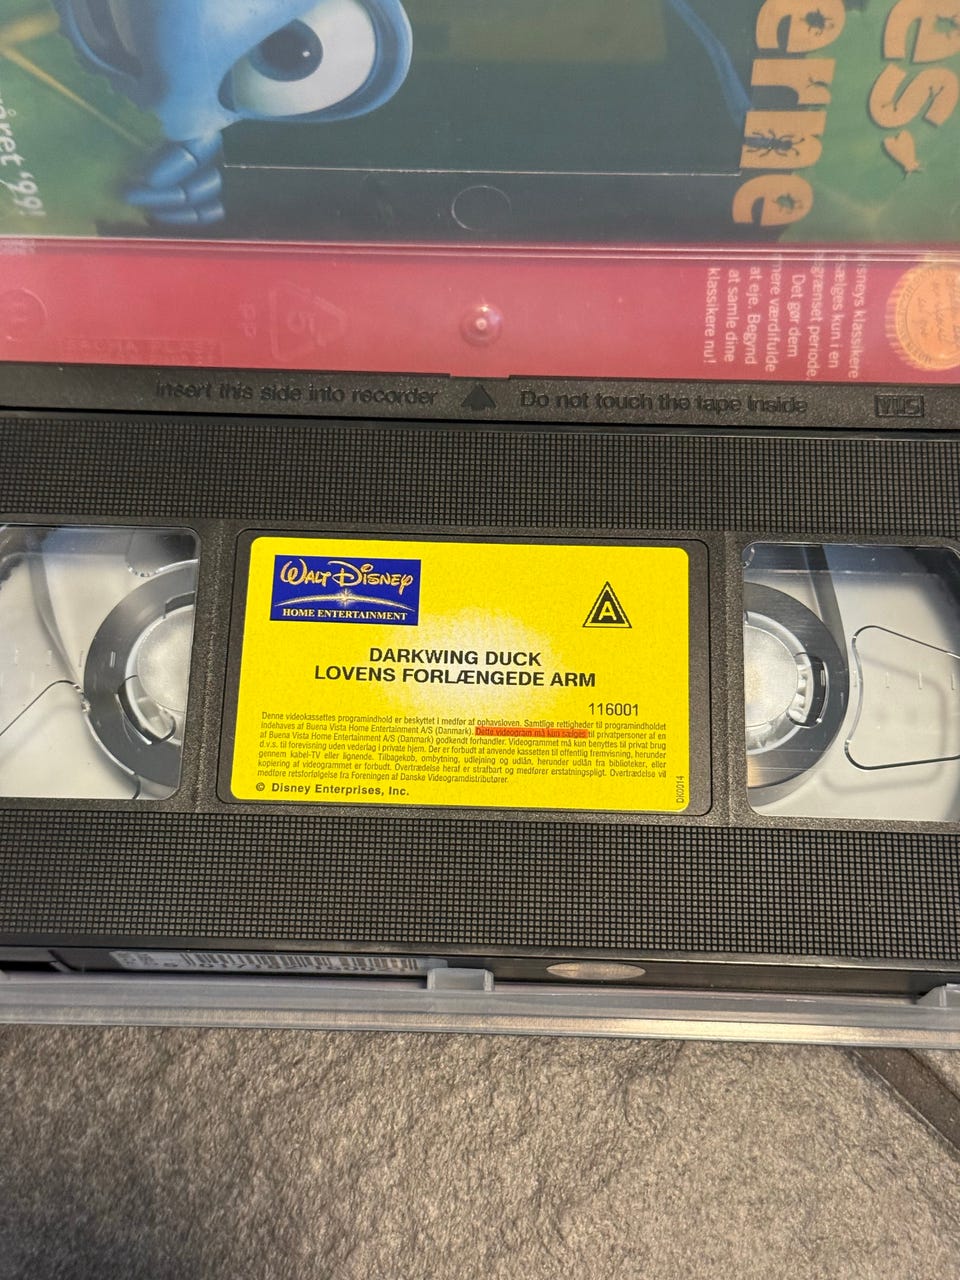 es
erne
året '99!
sneys klassikere
sælges kun i en
grænset periode.
Det gør dem
mere værdifulde
at eje. Begynd
at samle dine
klassikere nu!
5
PP
Insert this side into recorder
Do not touch the tape inside
VHS
WALT DISNEY
HOME ENTERTAINMENT
A
DARKWING DUCK
LOVENS FORLÆNGEDE ARM
116001
Denne videokassettes programindhold er beskyttet i medfør af ophavsloven. Samtlige rettigheder til programindholdet
indehaves af Buena Vista Home Entertainment A/S (Danmark). Dette videogram må kun sælges til privatpersoner af en
af Buena Vista Home Entertainment A/S (Danmark) godkendt forhandler. Videogrammet må kun benyttes til privat brug
d.v.s. til forevisning uden vederlag i private hjem. Der er forbudt at anvende kassetten til offentlig fremvisning, herunder
gennem kabel-TV eller lignende. Tilbagekøb, ombytning, udlejning og udlån, herunder udlån fra biblioteker, eller
kopiering af videogrammet er forbudt. Overtrædelse heraf er strafbart og medfører erstatningspligt. Overtrædelse vil
medføre retsforfølgelse fra Foreningen af Danske Videogramdistributører.
© Disney Enterprises, Inc.
DK0014